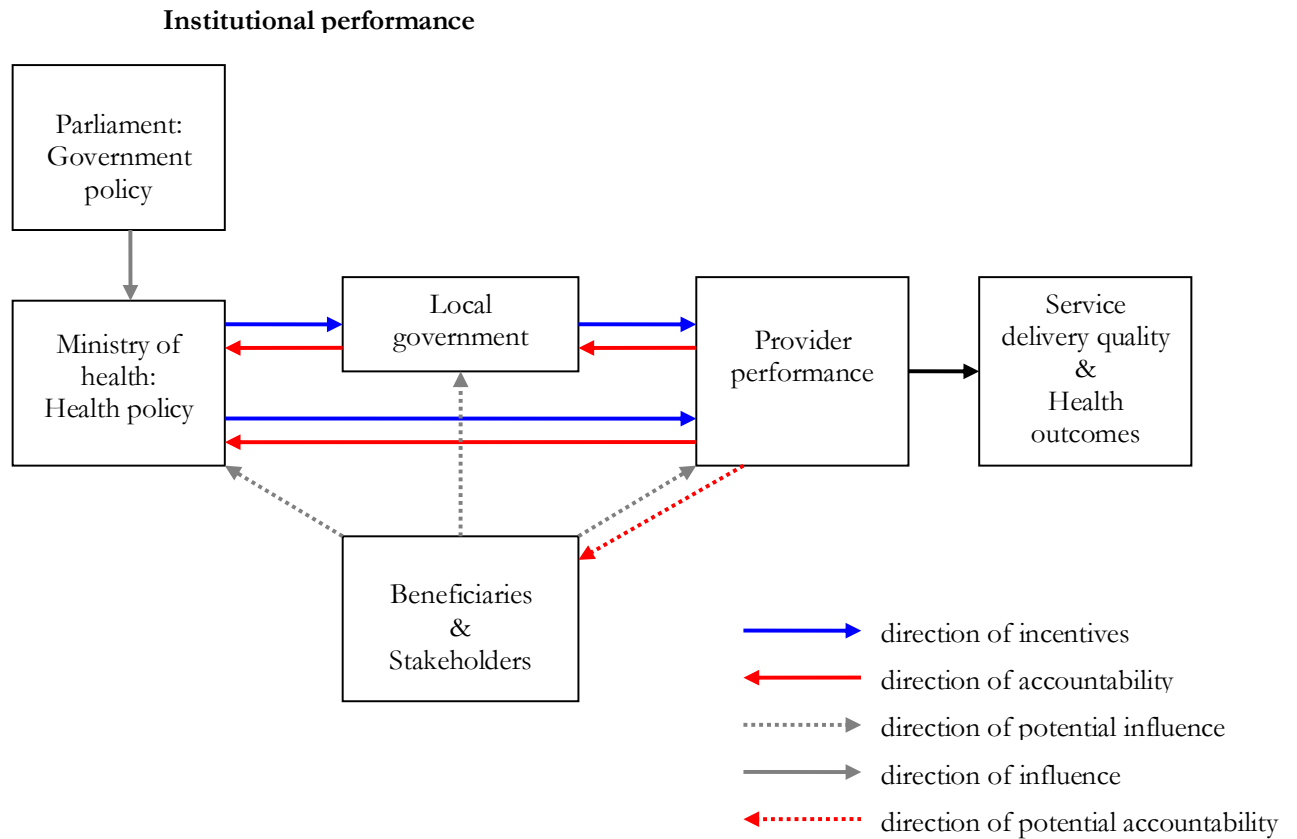 Institutional performance
Parliament:
Government
policy
Ministry of
health:
Health policy
Local
government
Provider
performance
Service
delivery quality
&
Health
outcomes
Beneficiaries
&
Stakeholders
direction of incentives
direction of accountability
direction of potential influence
direction of influence
direction of potential accountability